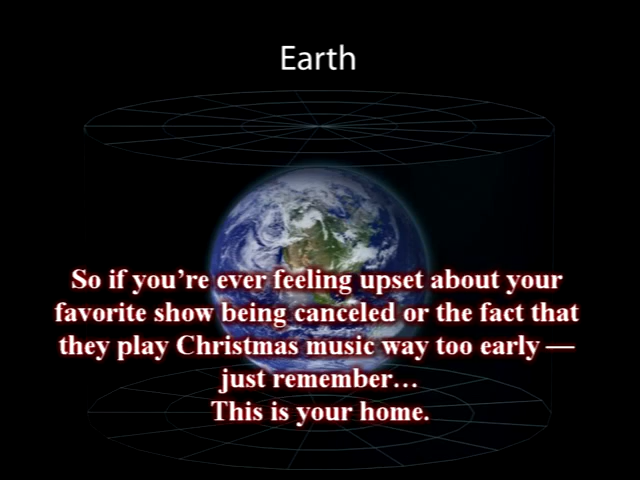 Earth
So if you’re ever feeling upset about your
favorite show being canceled or the fact that
they play Christmas music way too early —
just remember…
This is your home.